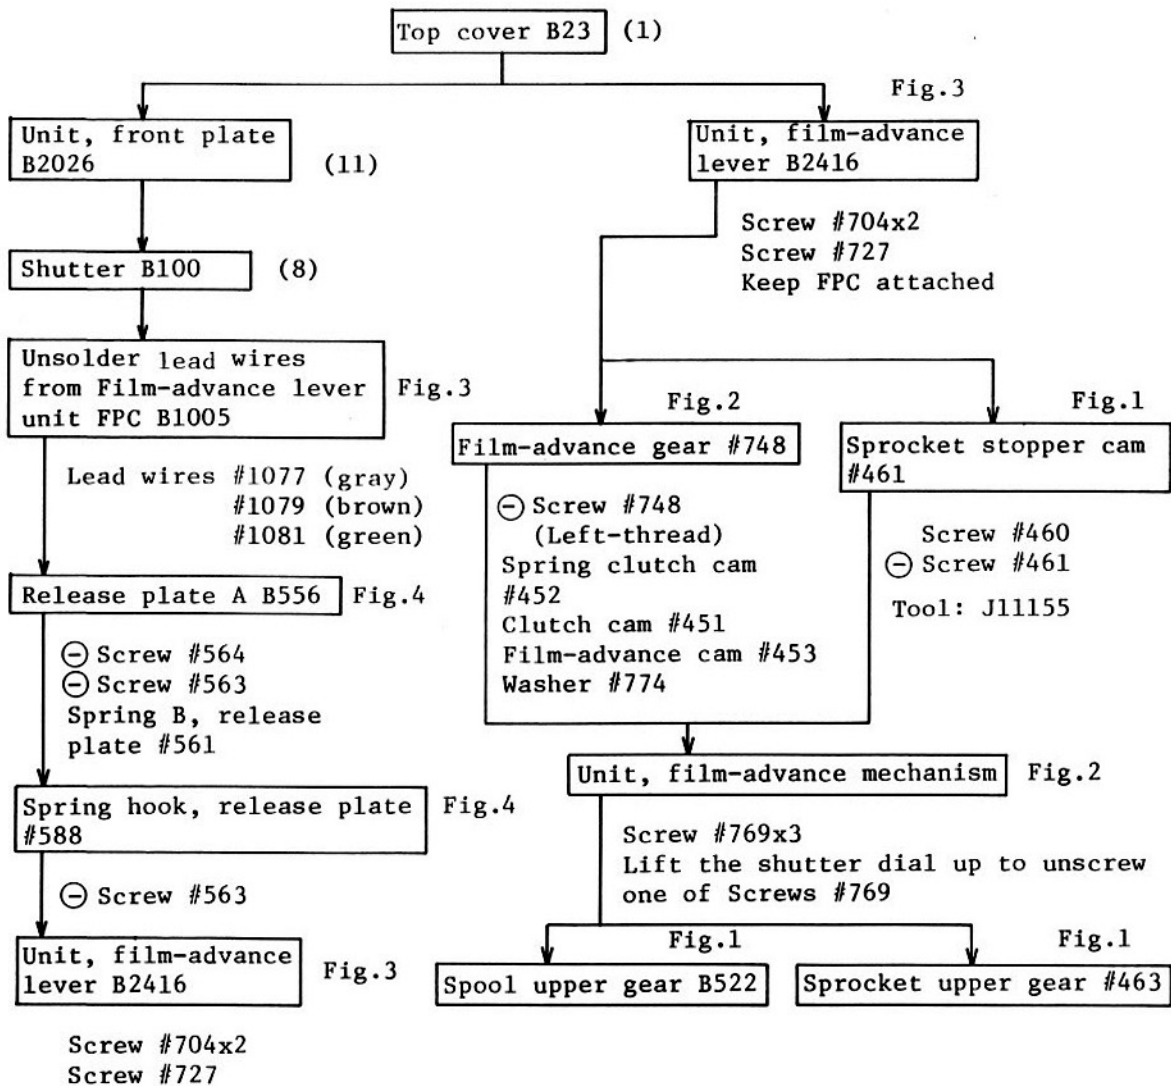 Top cover B23 (1)
Unit, front plate
B2026
(11)
Shutter B100 (8)
Unsolder lead wires
from Film-advance lever
unit FPC B1005
Fig.3
Lead wires #1077 (gray)
#1079 (brown)
#1081 (green)
Release plate A B556 Fig.4
⊖ Screw #564
⊖ Screw #563
Spring B, release
plate #561
Spring hook, release plate
#588
Fig.4
⊖ Screw #563
Unit, film-advance
lever B2416
Fig.3
Screw #704x2
Screw #727
Fig.3
Unit, film-advance
lever B2416
Screw #704x2
Screw #727
Keep FPC attached
Fig.2
Film-advance gear #748
⊖ Screw #748
(Left-thread)
Spring clutch cam
#452
Clutch cam #451
Film-advance cam #453
Washer #774
Fig.1
Sprocket stopper cam
#461
Screw #460
⊖ Screw #461
Tool: J11155
Unit, film-advance mechanism Fig.2
Screw #769x3
Lift the shutter dial up to unscrew
one of Screws #769
Fig.1
Spool upper gear B522
Fig.1
Sprocket upper gear #463